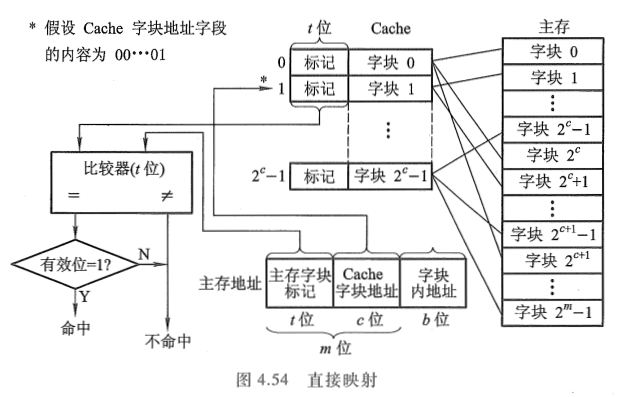 * 假设 Cache 字块地址字段
的内容为 00…01
t 位
Cache
主存
0 标记 字块 0
* 1 标记 字块 1
⋮
2^c−1 标记 字块 2^c−1
字块 0
字块 1
⋮
字块 2^c−1
字块 2^c
字块 2^c+1
⋮
字块 2^{c+1}−1
字块 2^{c+1}
⋮
字块 2^m−1
比较器(t 位)
= ≠
有效位=1?
N
Y
命中
不命中
主存地址
主存字块
标记
Cache
字块地址
字块
内地址
t 位
c 位
b 位
m 位
图 4.54 直接映射